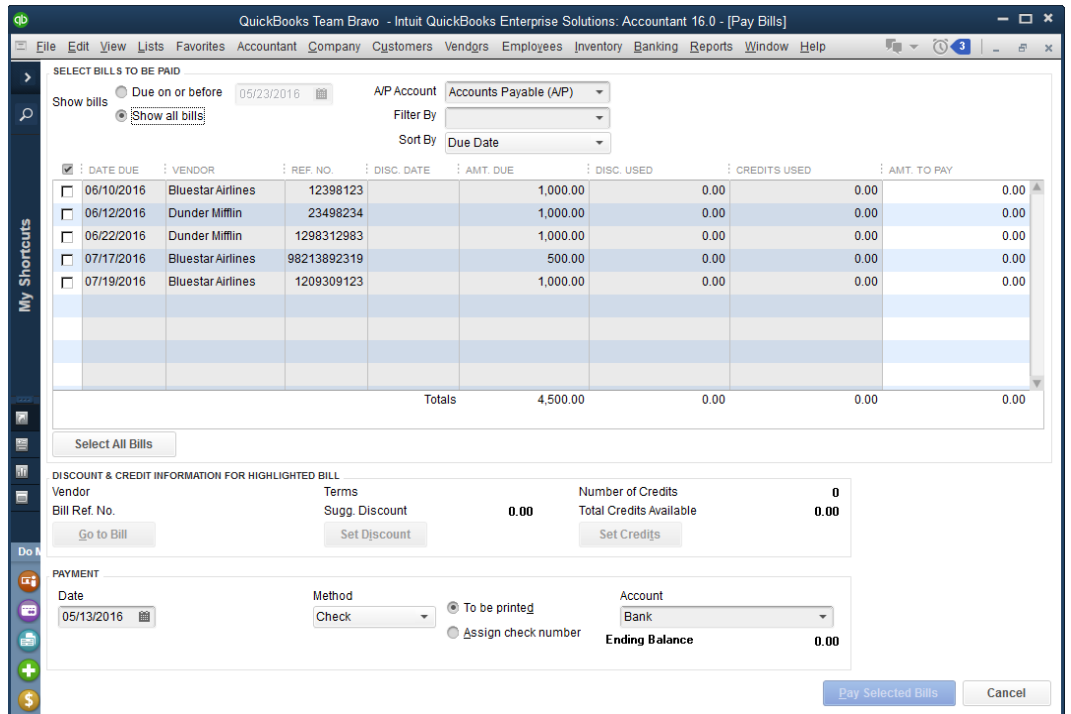 qb QuickBooks Team Bravo - Intuit QuickBooks Enterprise Solutions: Accountant 16.0 - [Pay Bills]
File Edit View Lists Favorites Accountant Company Customers Vendors Employees Inventory Banking Reports Window Help 3
My Shortcuts
SELECT BILLS TO BE PAID
Show bills Due on or before 05/23/2016 A/P Account Accounts Payable (A/P)
Show all bills Filter By
Sort By Due Date
DATE DUE VENDOR REF. NO. DISC. DATE AMT. DUE DISC. USED CREDITS USED AMT. TO PAY
06/10/2016 Bluestar Airlines 12398123 1,000.00 0.00 0.00 0.00
06/12/2016 Dunder Mifflin 23498234 1,000.00 0.00 0.00 0.00
06/22/2016 Dunder Mifflin 1298312983 1,000.00 0.00 0.00 0.00
07/17/2016 Bluestar Airlines 98213892319 500.00 0.00 0.00 0.00
07/19/2016 Bluestar Airlines 1209309123 1,000.00 0.00 0.00 0.00
Totals 4,500.00 0.00 0.00 0.00
Select All Bills
DISCOUNT & CREDIT INFORMATION FOR HIGHLIGHTED BILL
Vendor Terms Number of Credits 0
Bill Ref. No. Sugg. Discount 0.00 Total Credits Available 0.00
Go to Bill Set Discount Set Credits
Do
PAYMENT
Date Method Account
05/13/2016 Check To be printed Bank
Assign check number Ending Balance 0.00
Pay Selected Bills Cancel